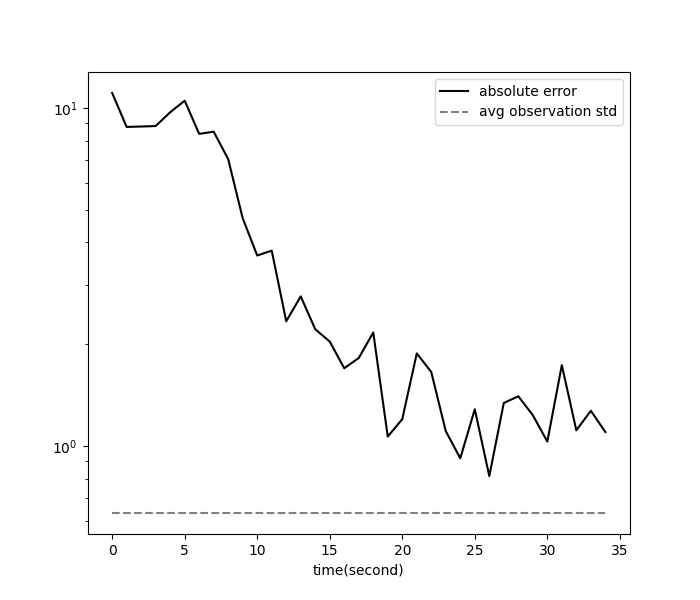 absolute error
avg observation std
10¹
10⁰
0 5 10 15 20 25 30 35
time(second)